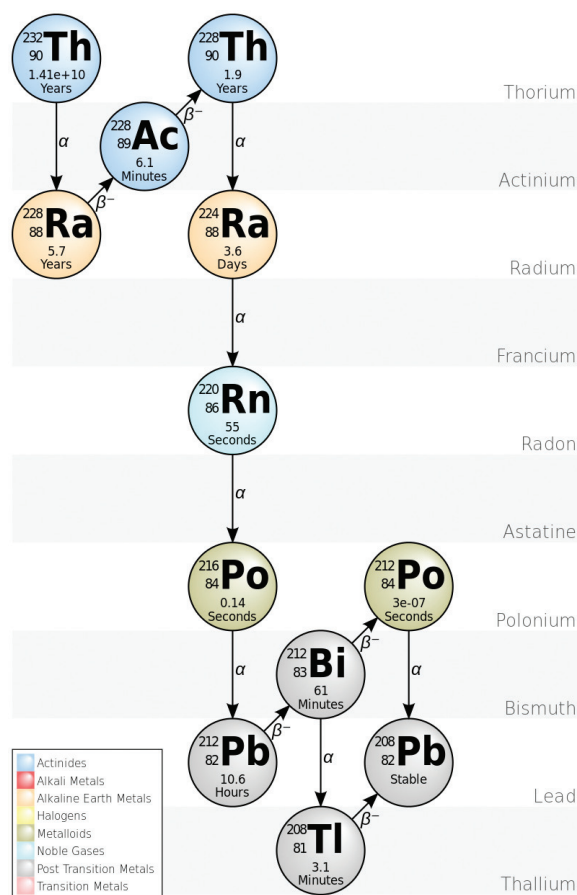 232
90 Th
1.41e+10
Years
228
90 Th
1.9
Years
Thorium
α
β⁻
228
89 Ac
6.1
Minutes
β⁻
α
Actinium
228
88 Ra
5.7
Years
224
88 Ra
3.6
Days
Radium
α
Francium
220
86 Rn
55
Seconds
Radon
α
Astatine
216
84 Po
0.14
Seconds
212
84 Po
3e-07
Seconds
Polonium
α
β⁻
212
83 Bi
61
Minutes
β⁻
α
α
Bismuth
212
82 Pb
10.6
Hours
208
82 Pb
Stable
Lead
208
81 Tl
3.1
Minutes
β⁻
Thallium
Actinides
Alkali Metals
Alkaline Earth Metals
Halogens
Metalloids
Noble Gases
Post Transition Metals
Transition Metals